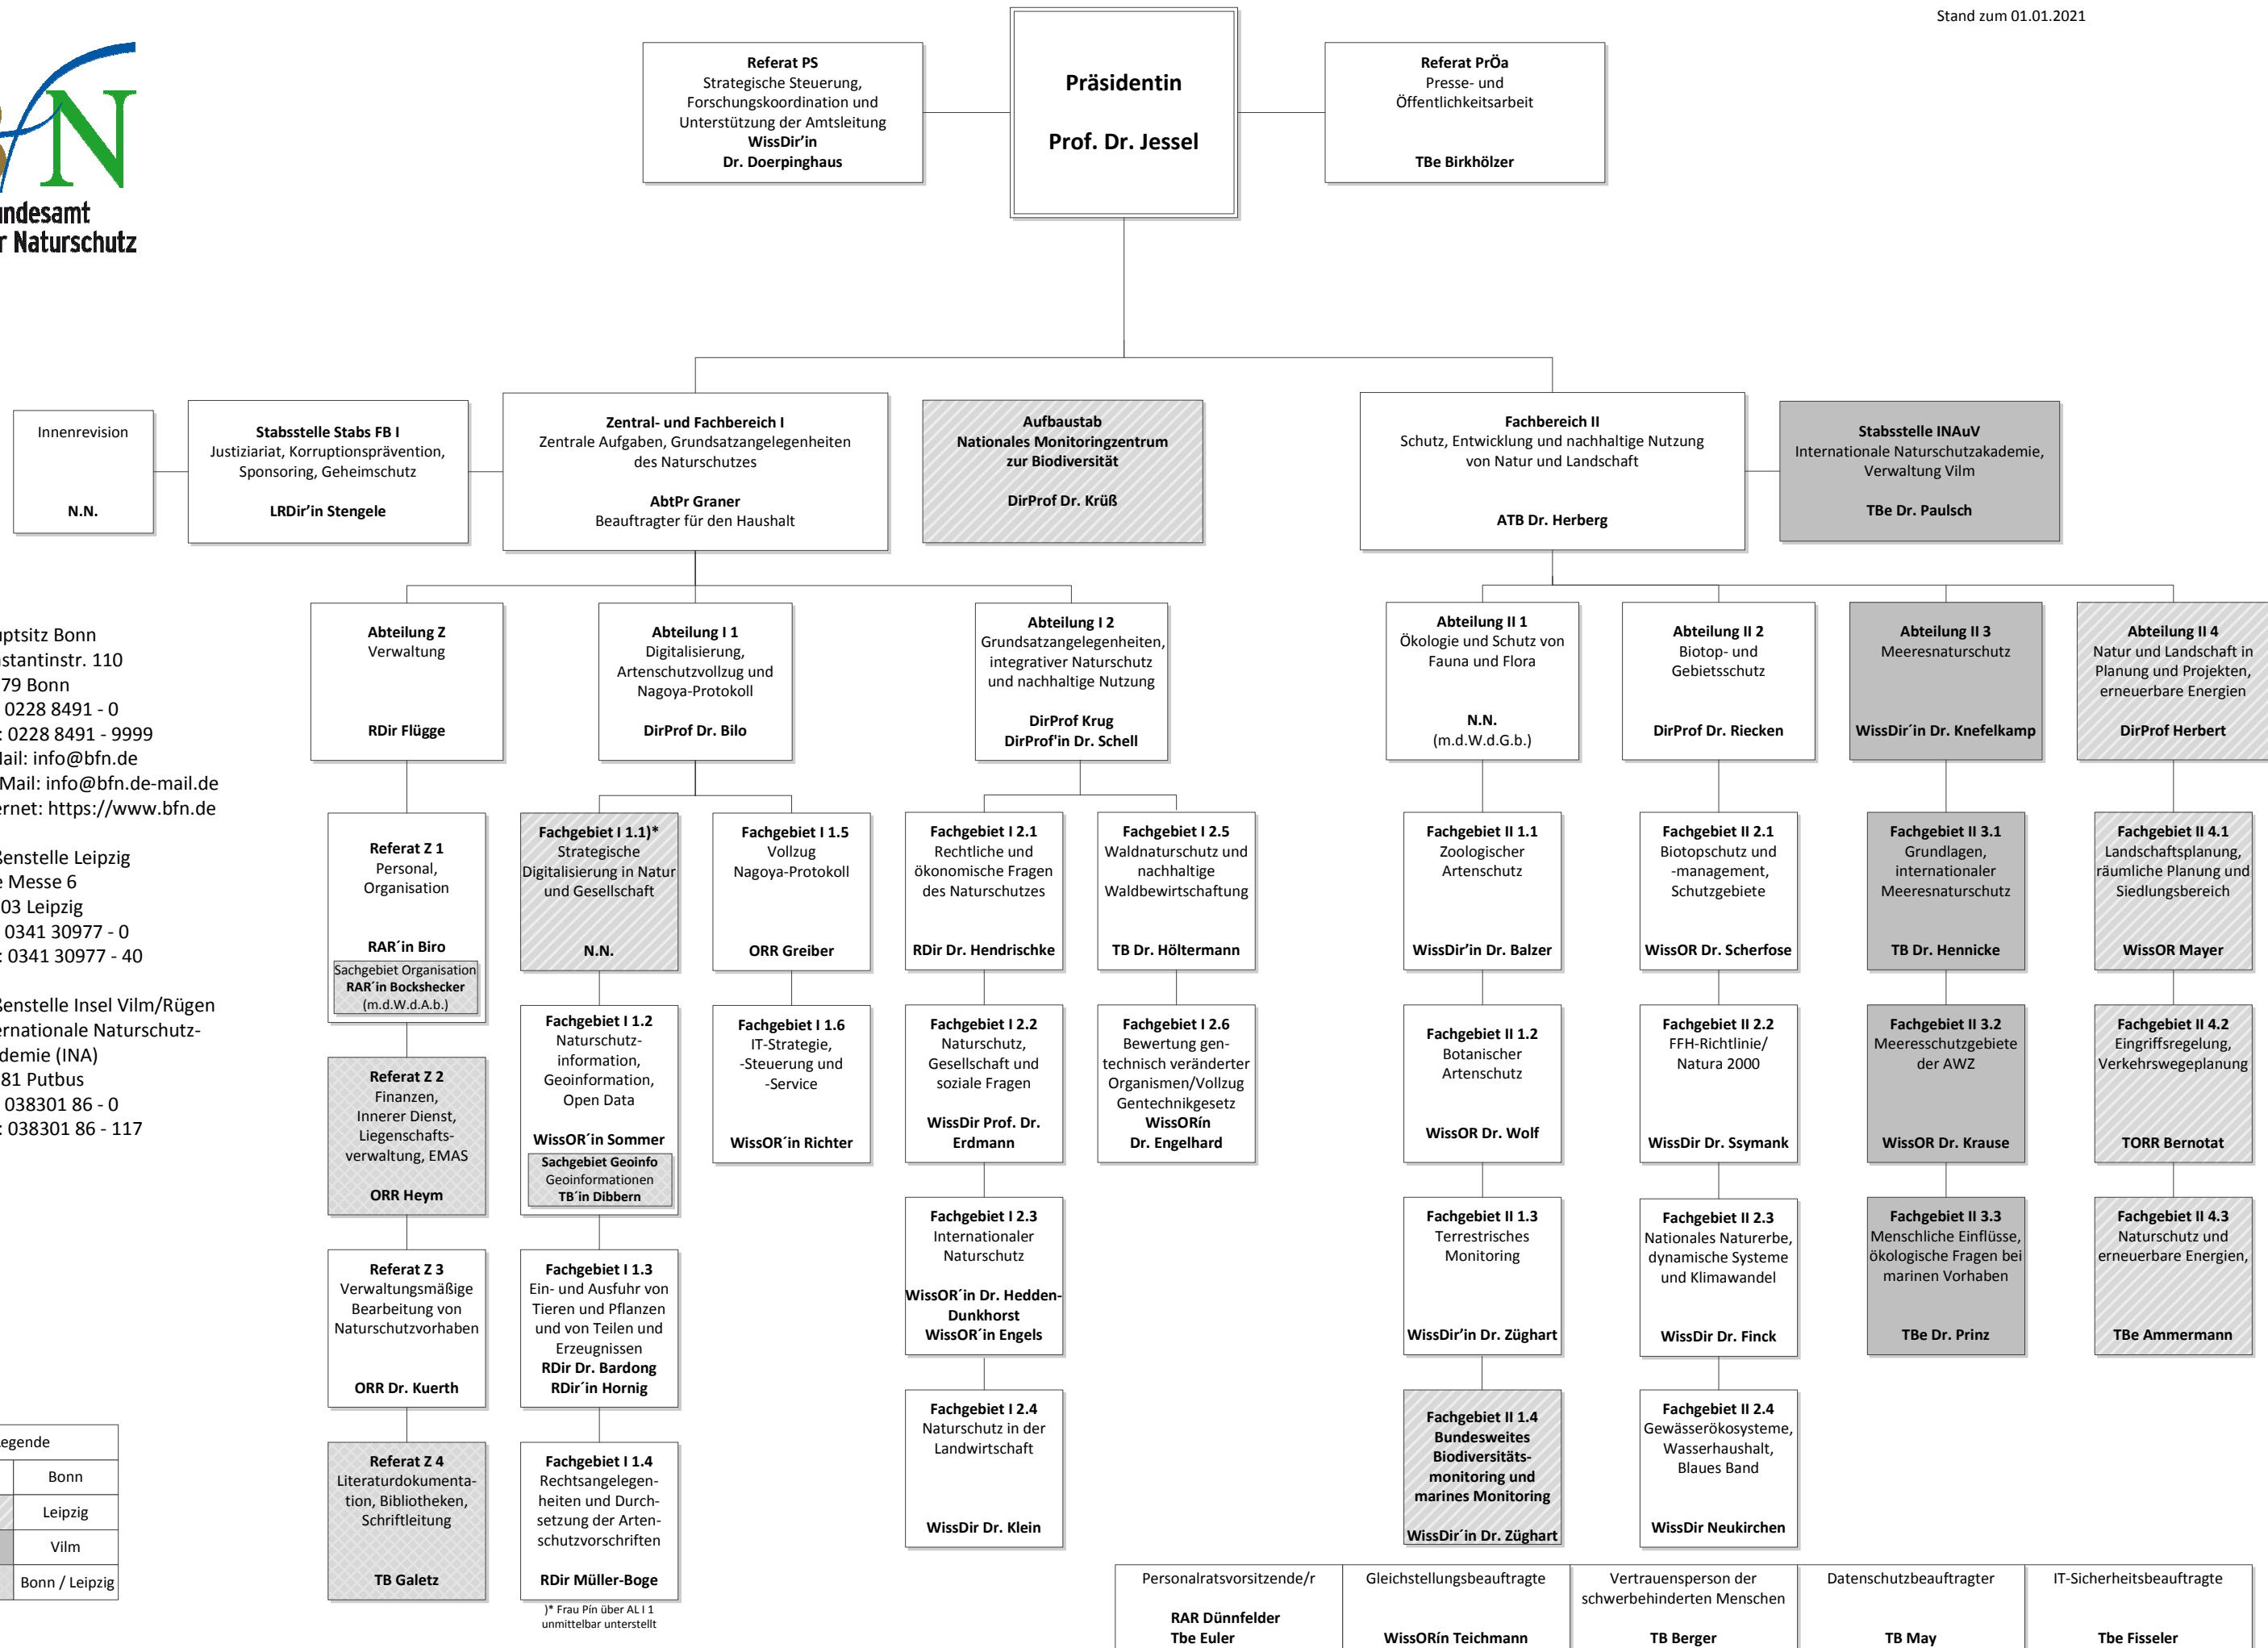 Stand zum 01.01.2021
N
Naturschutz
Referat PS
Strategische Steuerung,
Forschungskoordination und
Unterstützung der Amtsleitung
WissDir’in
Dr. Doerpinghaus
Präsidentin
Prof. Dr. Jessel
Referat PrÖa
Presse- und
Öffentlichkeitsarbeit
TBe Birkhölzer
Innenrevision
N.N.
Stabsstelle Stabs FB I
Justiziariat, Korruptionsprävention,
Sponsoring, Geheimschutz
LRDir’in Stengele
Zentral- und Fachbereich I
Zentrale Aufgaben, Grundsatzangelegenheiten
des Naturschutzes
AbtPr Graner
Beauftragter für den Haushalt
Aufbaustab
Nationales Monitoringzentrum
zur Biodiversität
DirProf Dr. Krüß
Fachbereich II
Schutz, Entwicklung und nachhaltige Nutzung
von Natur und Landschaft
ATB Dr. Herberg
Stabsstelle INAuV
Internationale Naturschutzakademie,
Verwaltung Vilm
TBe Dr. Paulsch
Bonn
110
79 Bonn
0228 8491 - 0
: 0228 8491 - 9999
info@bfn.de
Mail: info@bfn.de-mail.de
https://www.bfn.de
Leipzig
Messe 6
03 Leipzig
0341 30977 - 0
: 0341 30977 - 40
Insel Vilm/Rügen
Naturschutz-
(INA)
81 Putbus
038301 86 - 0
: 038301 86 - 117
Abteilung Z
Verwaltung
RDir Flügge
Abteilung I 1
Digitalisierung,
Artenschutzvollzug und
Nagoya-Protokoll
DirProf Dr. Bilo
Abteilung I 2
Grundsatzangelegenheiten,
integrativer Naturschutz
und nachhaltige Nutzung
DirProf Krug
DirProf'in Dr. Schell
Abteilung II 1
Ökologie und Schutz von
Fauna und Flora
N.N.
(m.d.W.d.G.b.)
Abteilung II 2
Biotop- und
Gebietsschutz
DirProf Dr. Riecken
Abteilung II 3
Meeresnaturschutz
WissDir´in Dr. Knefelkamp
Abteilung II 4
Natur und Landschaft in
Planung und Projekten,
erneuerbare Energien
DirProf Herbert
Referat Z 1
Personal,
Organisation
RAR´in Biro
Sachgebiet Organisation
RAR´in Bockshecker
(m.d.W.d.A.b.)
Fachgebiet I 1.1)*
Strategische
Digitalisierung in Natur
und Gesellschaft
N.N.
Fachgebiet I 1.5
Vollzug
Nagoya-Protokoll
ORR Greiber
Fachgebiet I 2.1
Rechtliche und
ökonomische Fragen
des Naturschutzes
RDir Dr. Hendrischke
Fachgebiet I 2.5
Waldnaturschutz und
nachhaltige
Waldbewirtschaftung
TB Dr. Höltermann
Fachgebiet II 1.1
Zoologischer
Artenschutz
WissDir’in Dr. Balzer
Fachgebiet II 2.1
Biotopschutz und
-management,
Schutzgebiete
WissOR Dr. Scherfose
Fachgebiet II 3.1
Grundlagen,
internationaler
Meeresnaturschutz
TB Dr. Hennicke
Fachgebiet II 4.1
Landschaftsplanung,
räumliche Planung und
Siedlungsbereich
WissOR Mayer
Referat Z 2
Finanzen,
Innerer Dienst,
Liegenschafts-
verwaltung, EMAS
ORR Heym
Fachgebiet I 1.2
Naturschutz-
information,
Geoinformation,
Open Data
WissOR´in Sommer
Sachgebiet Geoinfo
Geoinformationen
TB´in Dibbern
Fachgebiet I 1.6
IT-Strategie,
-Steuerung und
-Service
WissOR´in Richter
Fachgebiet I 2.2
Naturschutz,
Gesellschaft und
soziale Fragen
WissDir Prof. Dr.
Erdmann
Fachgebiet I 2.6
Bewertung gen-
technisch veränderter
Organismen/Vollzug
Gentechnikgesetz
WissORín
Dr. Engelhard
Fachgebiet II 1.2
Botanischer
Artenschutz
WissOR Dr. Wolf
Fachgebiet II 2.2
FFH-Richtlinie/
Natura 2000
WissDir Dr. Ssymank
Fachgebiet II 3.2
Meeresschutzgebiete
der AWZ
WissOR Dr. Krause
Fachgebiet II 4.2
Eingriffsregelung,
Verkehrswegeplanung
TORR Bernotat
Referat Z 3
Verwaltungsmäßige
Bearbeitung von
Naturschutzvorhaben
ORR Dr. Kuerth
Fachgebiet I 1.3
Ein- und Ausfuhr von
Tieren und Pflanzen
und von Teilen und
Erzeugnissen
RDir Dr. Bardong
RDir´in Hornig
Fachgebiet I 2.3
Internationaler
Naturschutz
WissOR´in Dr. Hedden-
Dunkhorst
WissOR´in Engels
Fachgebiet II 1.3
Terrestrisches
Monitoring
WissDir’in Dr. Züghart
Fachgebiet II 2.3
Nationales Naturerbe,
dynamische Systeme
und Klimawandel
WissDir Dr. Finck
Fachgebiet II 3.3
Menschliche Einflüsse,
ökologische Fragen bei
marinen Vorhaben
TBe Dr. Prinz
Fachgebiet II 4.3
Naturschutz und
erneuerbare Energien,
TBe Ammermann
Referat Z 4
Literaturdokumenta-
tion, Bibliotheken,
Schriftleitung
TB Galetz
Fachgebiet I 1.4
Rechtsangelegen-
heiten und Durch-
setzung der Arten-
schutzvorschriften
RDir Müller-Boge
)* Frau Pín über AL I 1
unmittelbar unterstellt
Fachgebiet I 2.4
Naturschutz in der
Landwirtschaft
WissDir Dr. Klein
Fachgebiet II 1.4
Bundesweites
Biodiversitäts-
monitoring und
marines Monitoring
WissDir´in Dr. Züghart
Fachgebiet II 2.4
Gewässerökosysteme,
Wasserhaushalt,
Blaues Band
WissDir Neukirchen
Bonn
Leipzig
Vilm
Bonn / Leipzig
Personalratsvorsitzende/r
RAR Dünnfelder
Tbe Euler
Gleichstellungsbeauftragte
WissORín Teichmann
Vertrauensperson der
schwerbehinderten Menschen
TB Berger
Datenschutzbeauftragter
TB May
IT-Sicherheitsbeauftragte
Tbe Fisseler